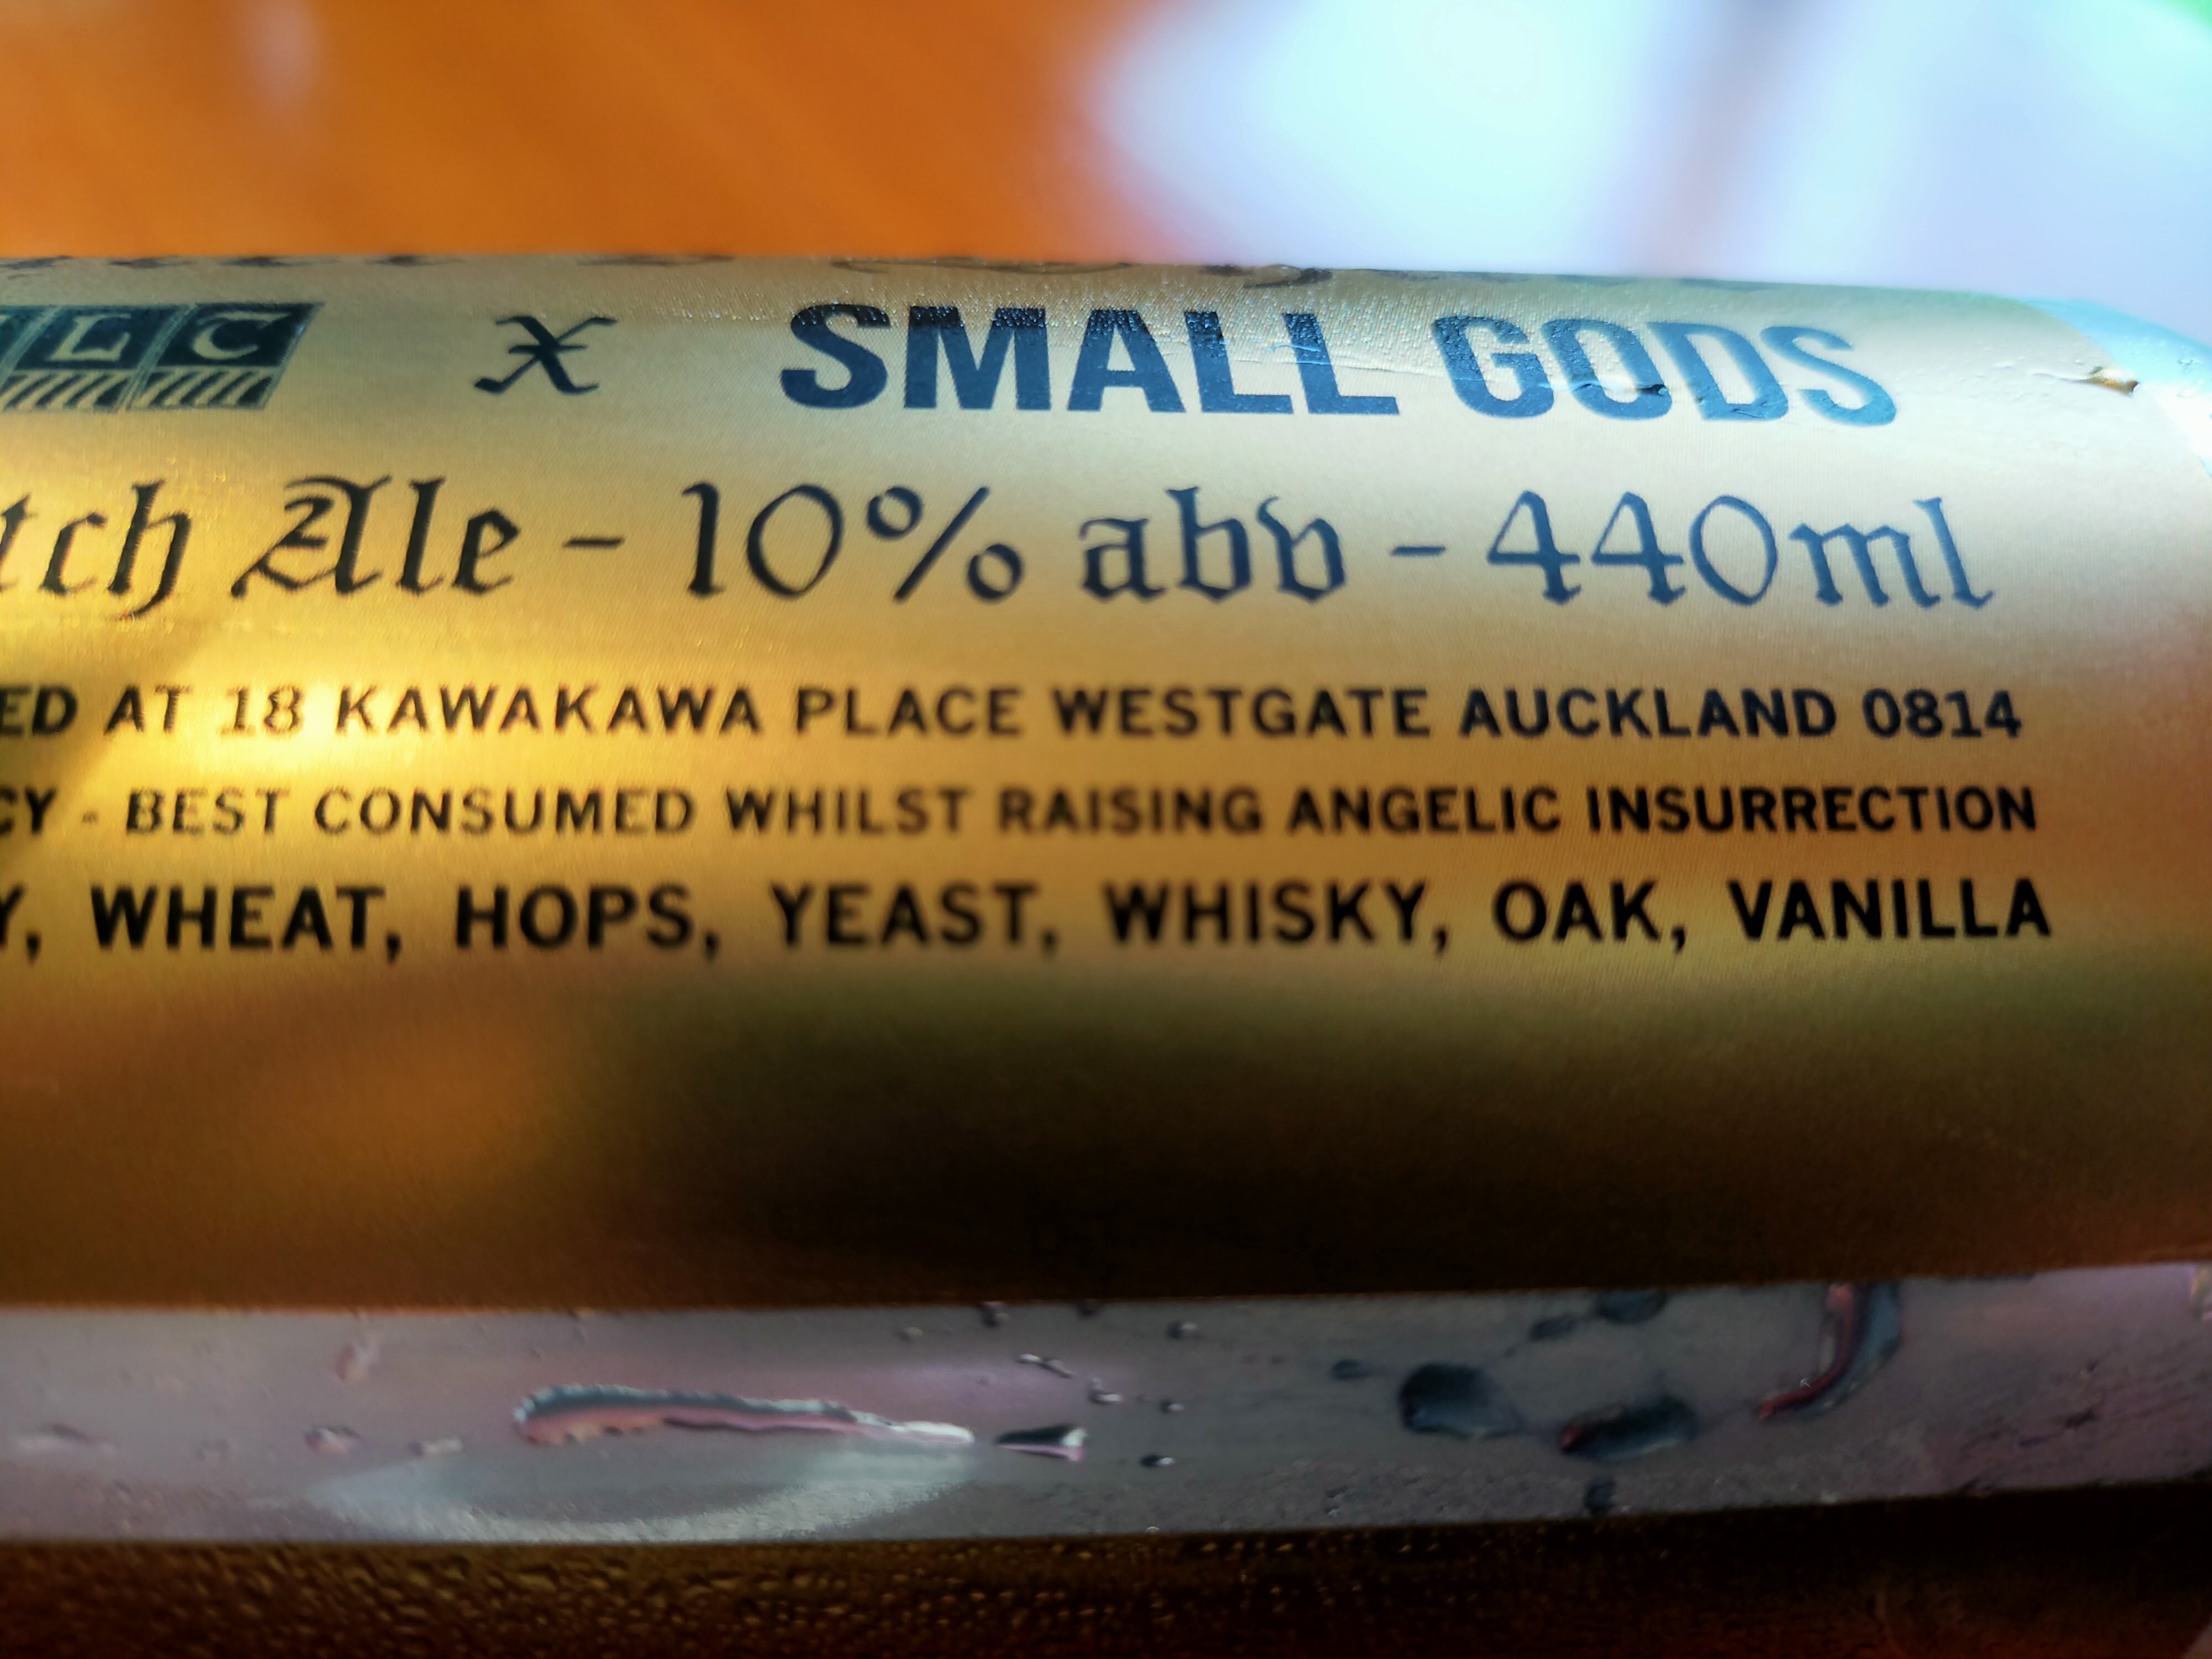 LC x SMALL GODS
tch Ale - 10% abv - 440ml
ED AT 18 KAWAKAWA PLACE WESTGATE AUCKLAND 0814
CY - BEST CONSUMED WHILST RAISING ANGELIC INSURRECTION
Y, WHEAT, HOPS, YEAST, WHISKY, OAK, VANILLA